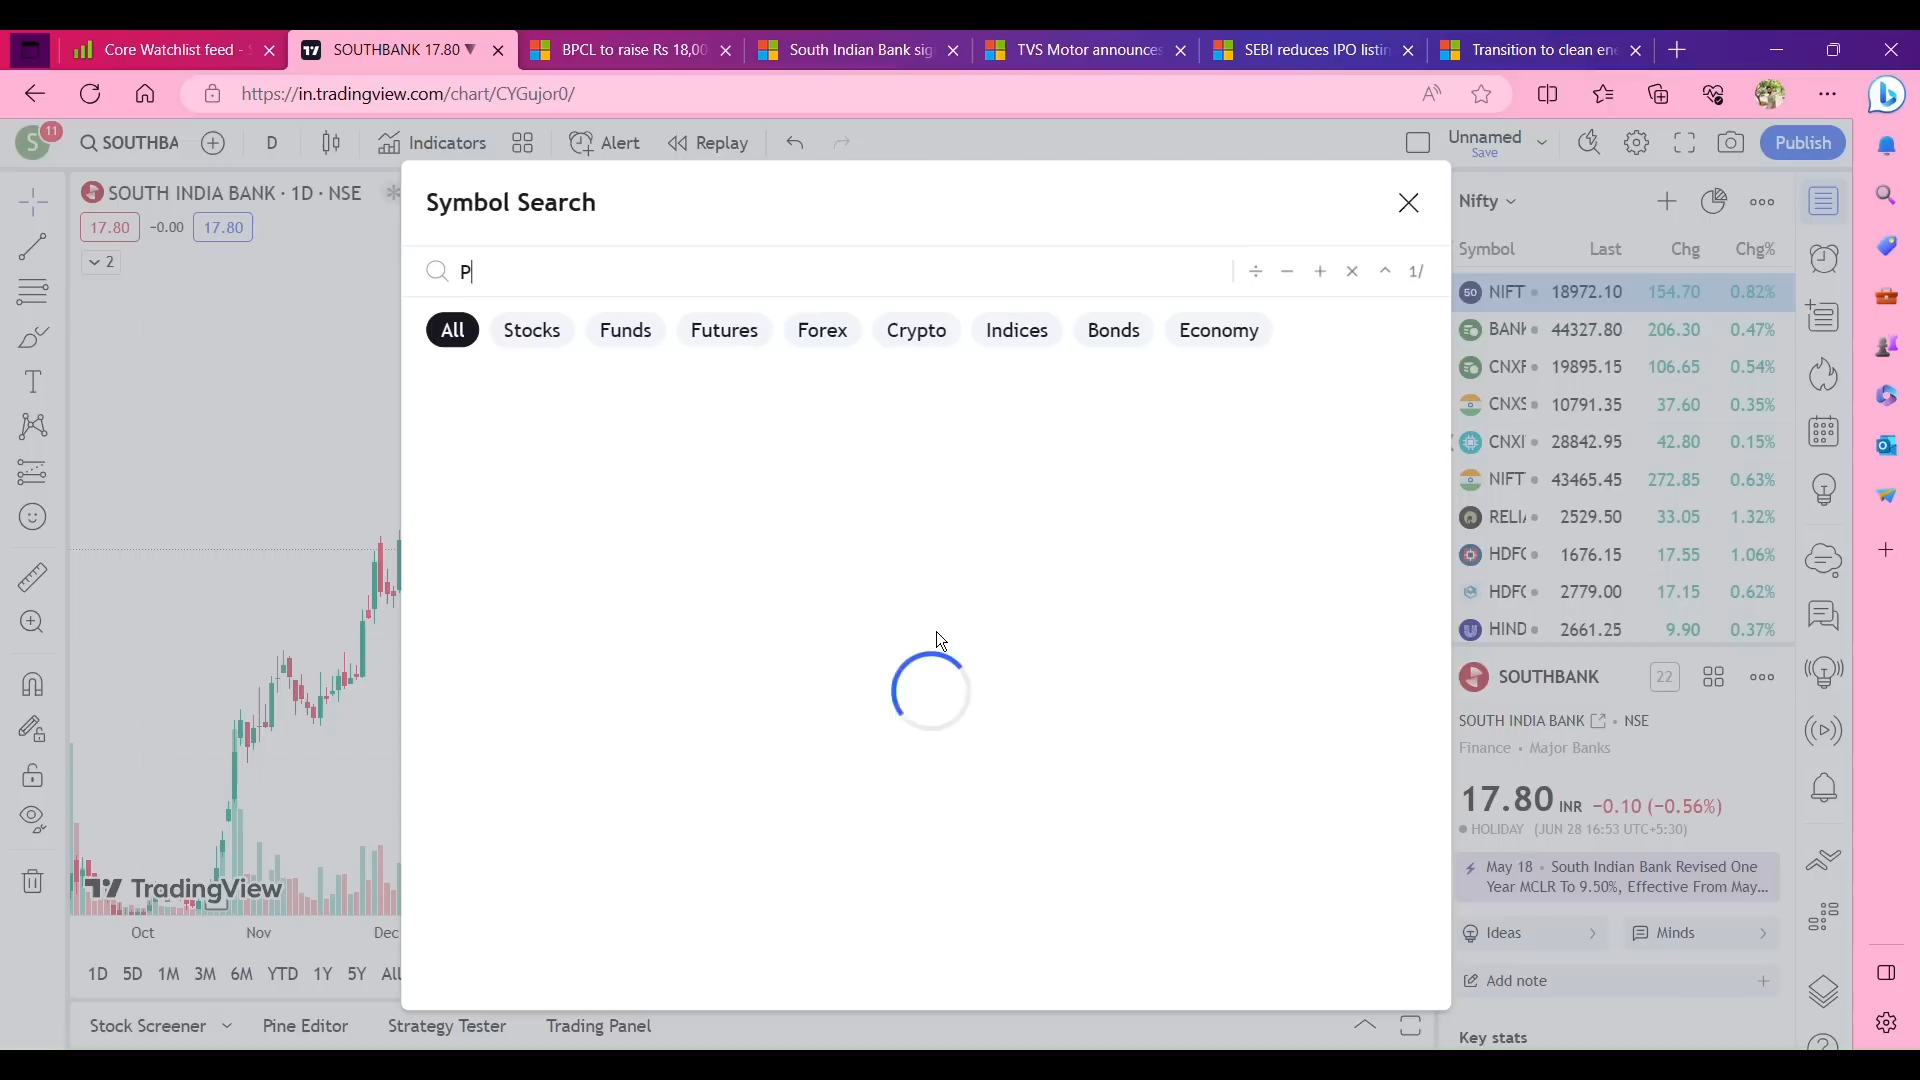 Core Watchlist feed -
SOUTHBANK 17.80 ▼
BPCL to raise Rs 18,00
South Indian Bank sig
TVS Motor announces
SEBI reduces IPO listin
Transition to clean ene
https://in.tradingview.com/chart/CYGujor0/
S
11
SOUTHBA
D
Indicators
Alert
Replay
Unnamed
Save
Publish
SOUTH INDIA BANK · 1D · NSE
17.80
-0.00
17.80
2
Symbol Search
P
÷ − + × ^ 1/
All
Stocks
Funds
Futures
Forex
Crypto
Indices
Bonds
Economy
TradingView
Oct
Nov
Dec
1D 5D 1M 3M 6M YTD 1Y 5Y All
Stock Screener
Pine Editor
Strategy Tester
Trading Panel
Nifty
Symbol Last Chg Chg%
50 NIFT 18972.10 154.70 0.82%
BANK 44327.80 206.30 0.47%
CNXF 19895.15 106.65 0.54%
CNXS 10791.35 37.60 0.35%
CNXI 28842.95 42.80 0.15%
NIFT 43465.45 272.85 0.63%
RELI 2529.50 33.05 1.32%
HDFC 1676.15 17.55 1.06%
HDFC 2779.00 17.15 0.62%
HIND 2661.25 9.90 0.37%
SOUTHBANK
22
SOUTH INDIA BANK • NSE
Finance • Major Banks
17.80 INR −0.10 (−0.56%)
HOLIDAY (JUN 28 16:53 UTC+5:30)
May 18 • South Indian Bank Revised One
Year MCLR To 9.50%, Effective From May...
Ideas
Minds
Add note
Key stats